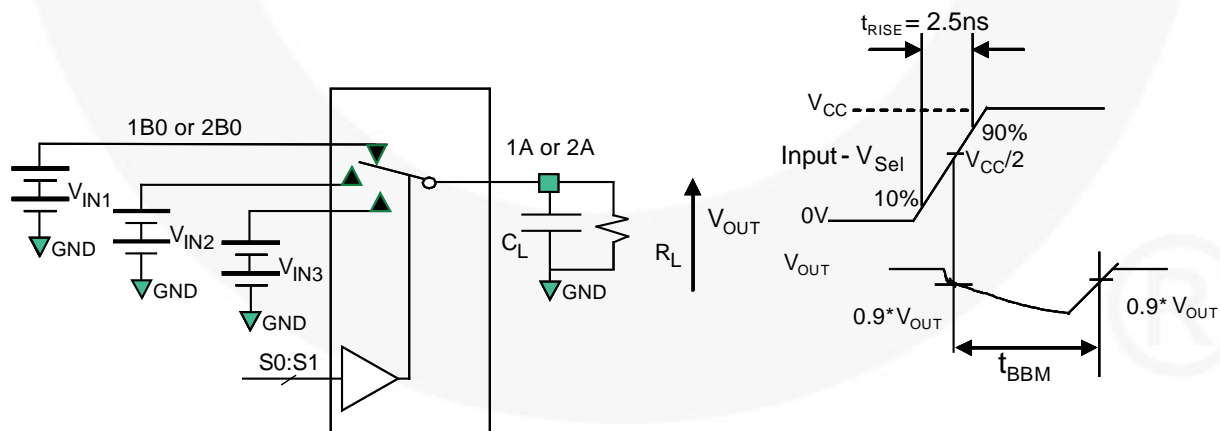 1B0 or 2B0
1A or 2A
V_IN1
GND
V_IN2
GND
V_IN3
GND
S0:S1
C_L
GND
R_L
V_OUT
t_RISE = 2.5ns
V_CC
90%
Input - V_Sel
V_CC/2
10%
0V
V_OUT
0.9* V_OUT
0.9* V_OUT
t_BBM
®